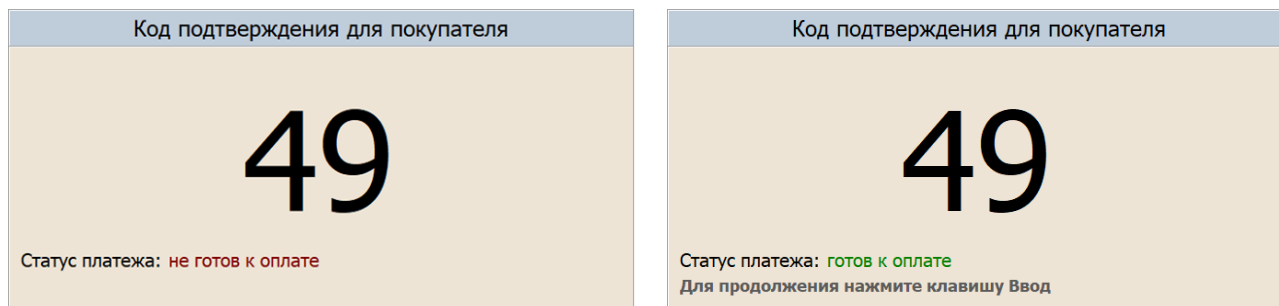 Код подтверждения для покупателя
49
Статус платежа: не готов к оплате
Код подтверждения для покупателя
49
Статус платежа: готов к оплате
Для продолжения нажмите клавишу Ввод